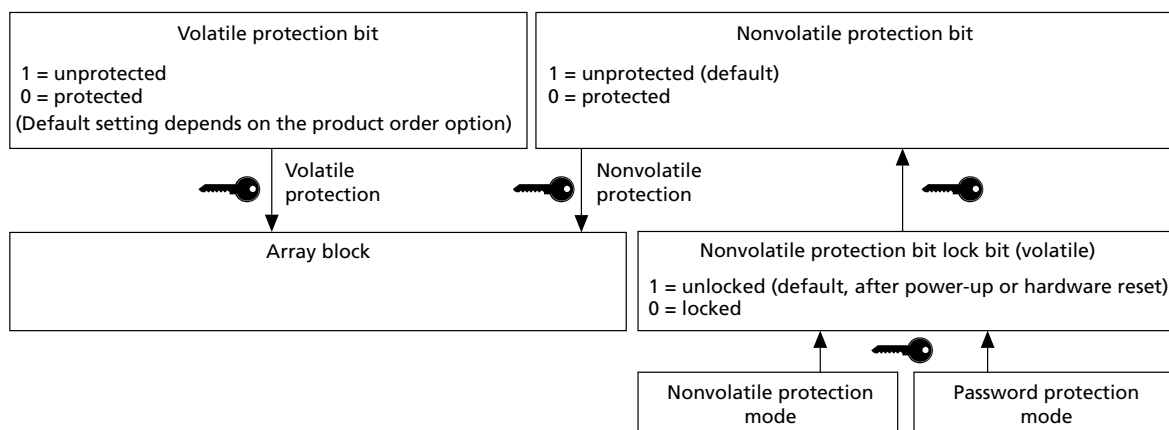 Volatile protection bit
1 = unprotected
0 = protected
(Default setting depends on the product order option)
Nonvolatile protection bit
1 = unprotected (default)
0 = protected
Volatile
protection
Nonvolatile
protection
Array block
Nonvolatile protection bit lock bit (volatile)
1 = unlocked (default, after power-up or hardware reset)
0 = locked
Nonvolatile protection
mode
Password protection
mode